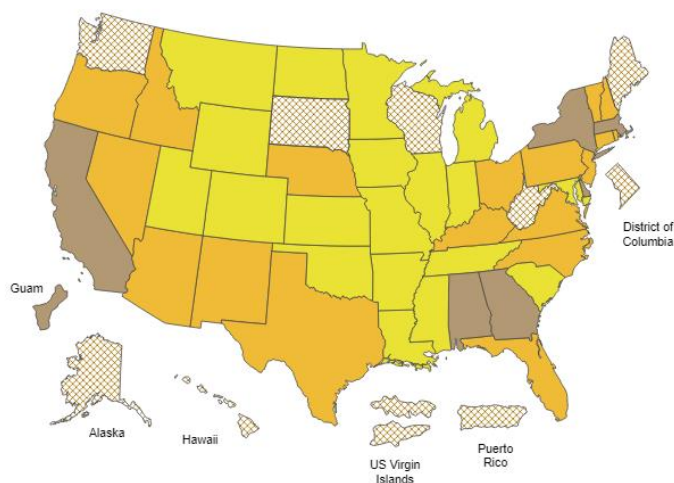 District of
Columbia
Guam
Alaska
Hawaii
US Virgin
Islands
Puerto
Rico